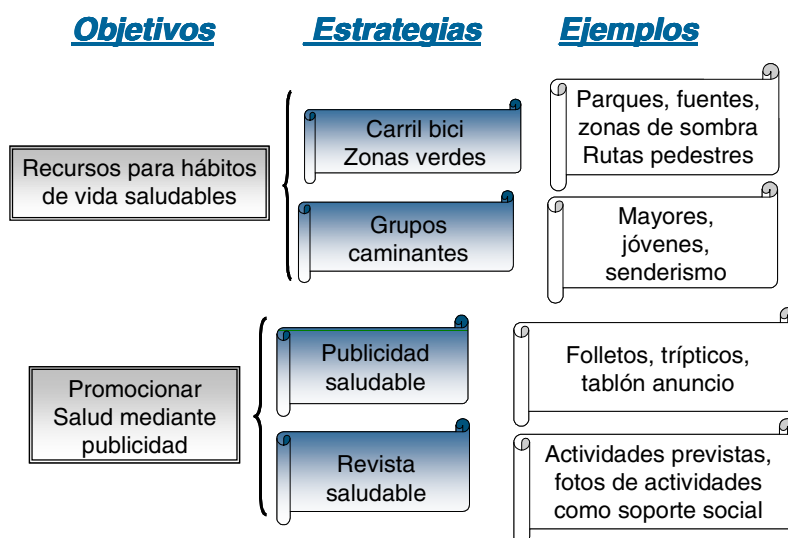 Objetivos Estrategias Ejemplos
Recursos para hábitos
de vida saludables
Carril bici
Zonas verdes
Parques, fuentes,
zonas de sombra
Rutas pedestres
Grupos
caminantes
Mayores,
jóvenes,
senderismo
Promocionar
Salud mediante
publicidad
Publicidad
saludable
Folletos, trípticos,
tablón anuncio
Revista
saludable
Actividades previstas,
fotos de actividades
como soporte social